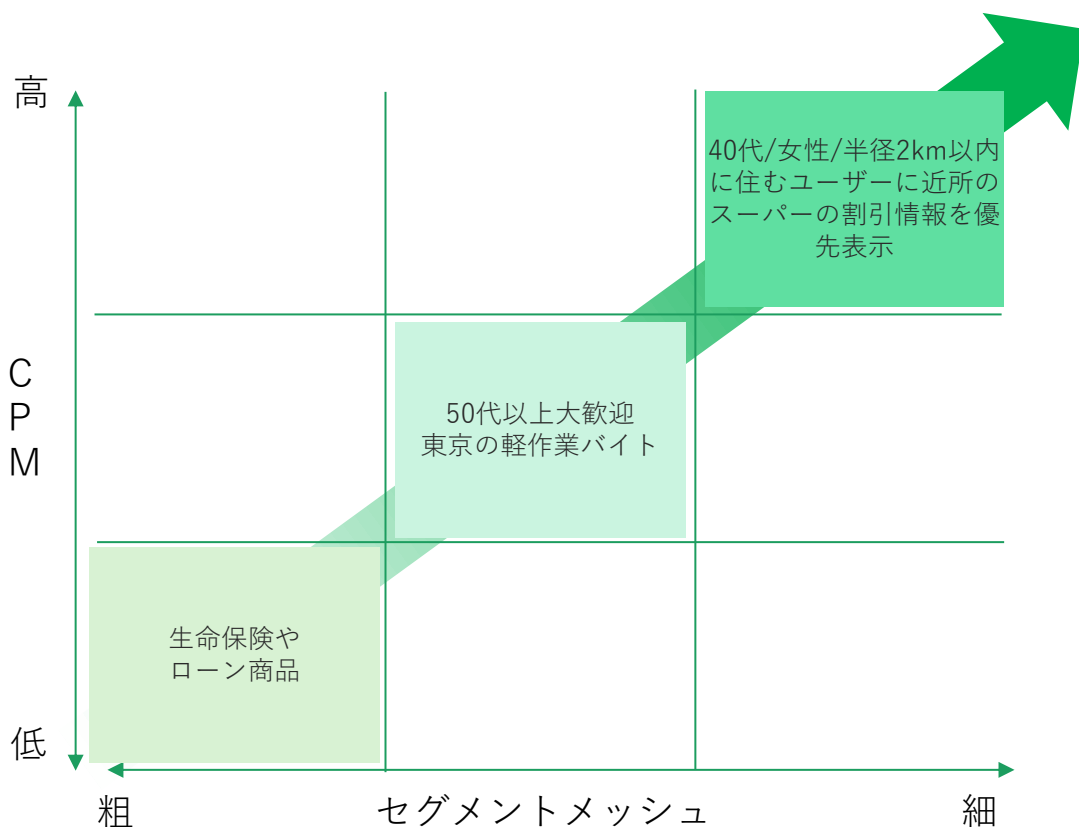 高
40代/女性/半径2km以内
に住むユーザーに近所の
スーパーの割引情報を優
先表示
C
P
M
50代以上大歓迎
東京の軽作業バイト
生命保険や
ローン商品
低
粗
セグメントメッシュ
細